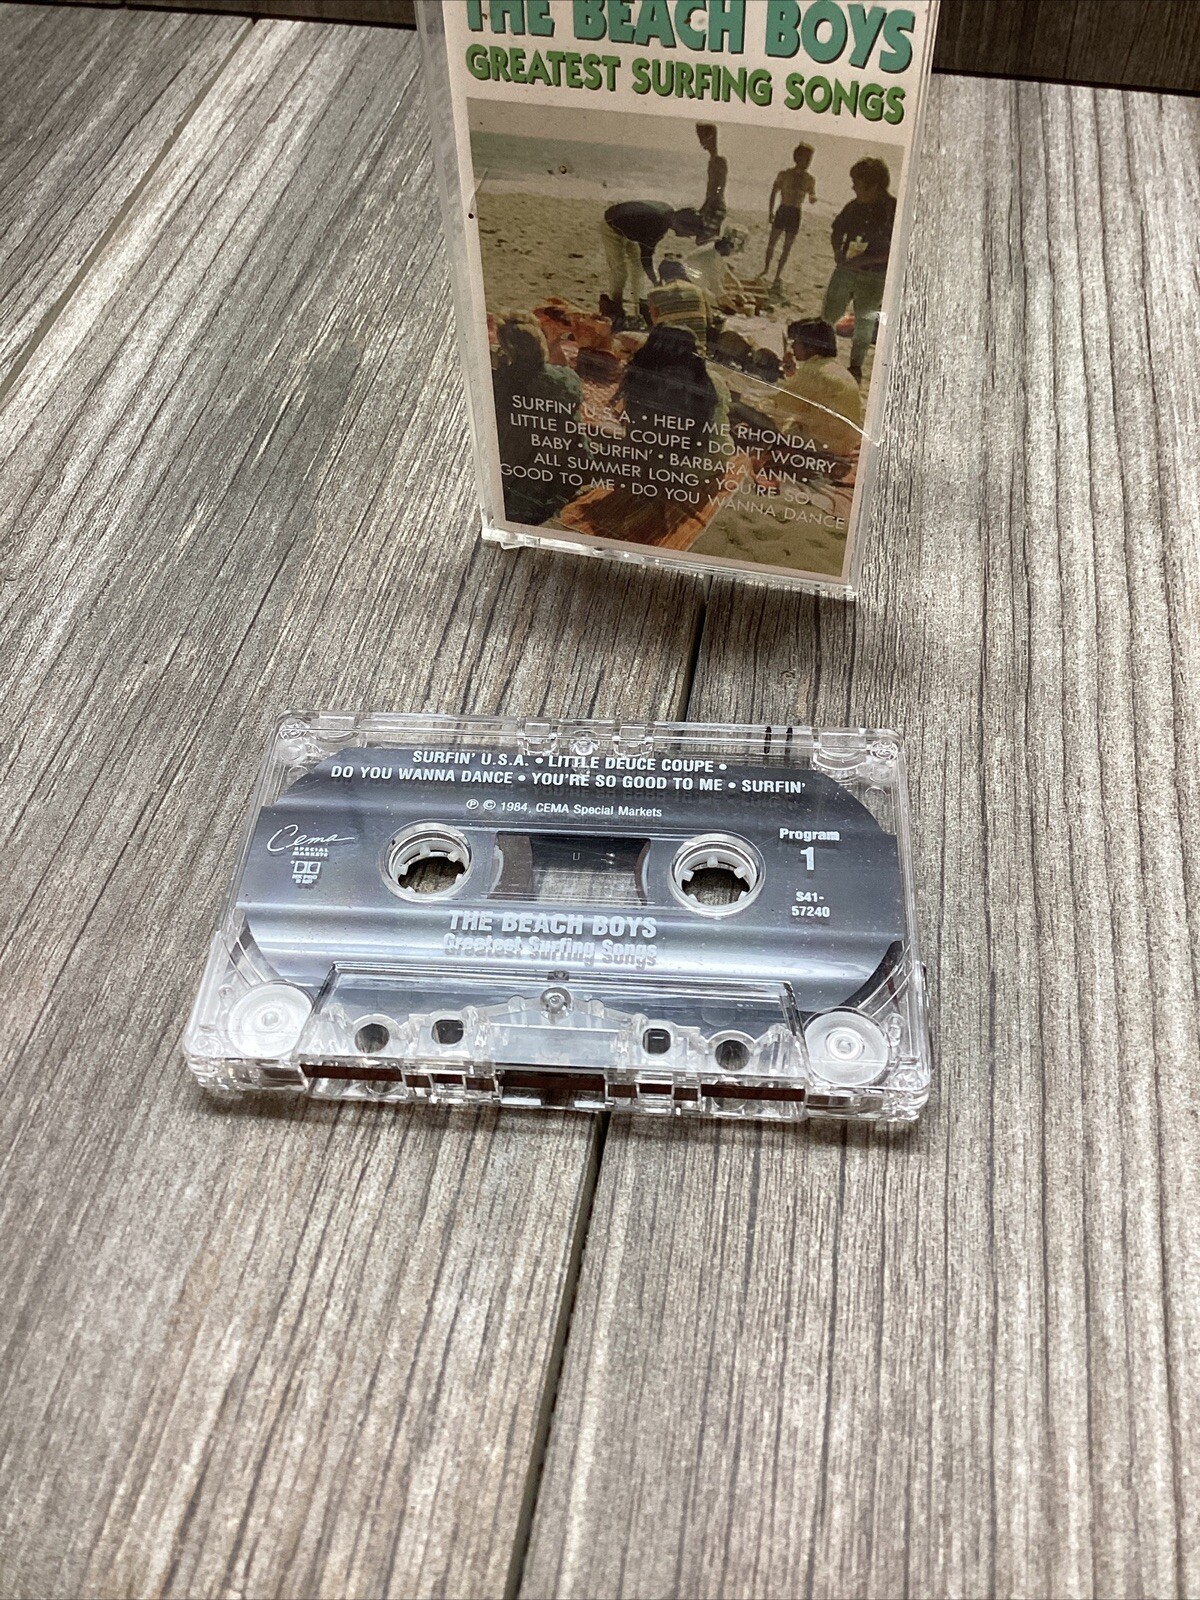 THE BEACH BOYS
GREATEST SURFING SONGS
SURFIN' U.S.A. • HELP ME RHONDA •
LITTLE DEUCE COUPE • DON'T WORRY
BABY • SURFIN' • BARBARA ANN •
ALL SUMMER LONG • YOU'RE SO
GOOD TO ME • DO YOU WANNA DANCE
SURFIN' U.S.A. • LITTLE DEUCE COUPE •
DO YOU WANNA DANCE • YOU'RE SO GOOD TO ME • SURFIN'
℗ © 1984, CEMA Special Markets
Cema
SPECIAL
MARKETS
Program
1
S41-
57240
THE BEACH BOYS
Greatest Surfing Songs